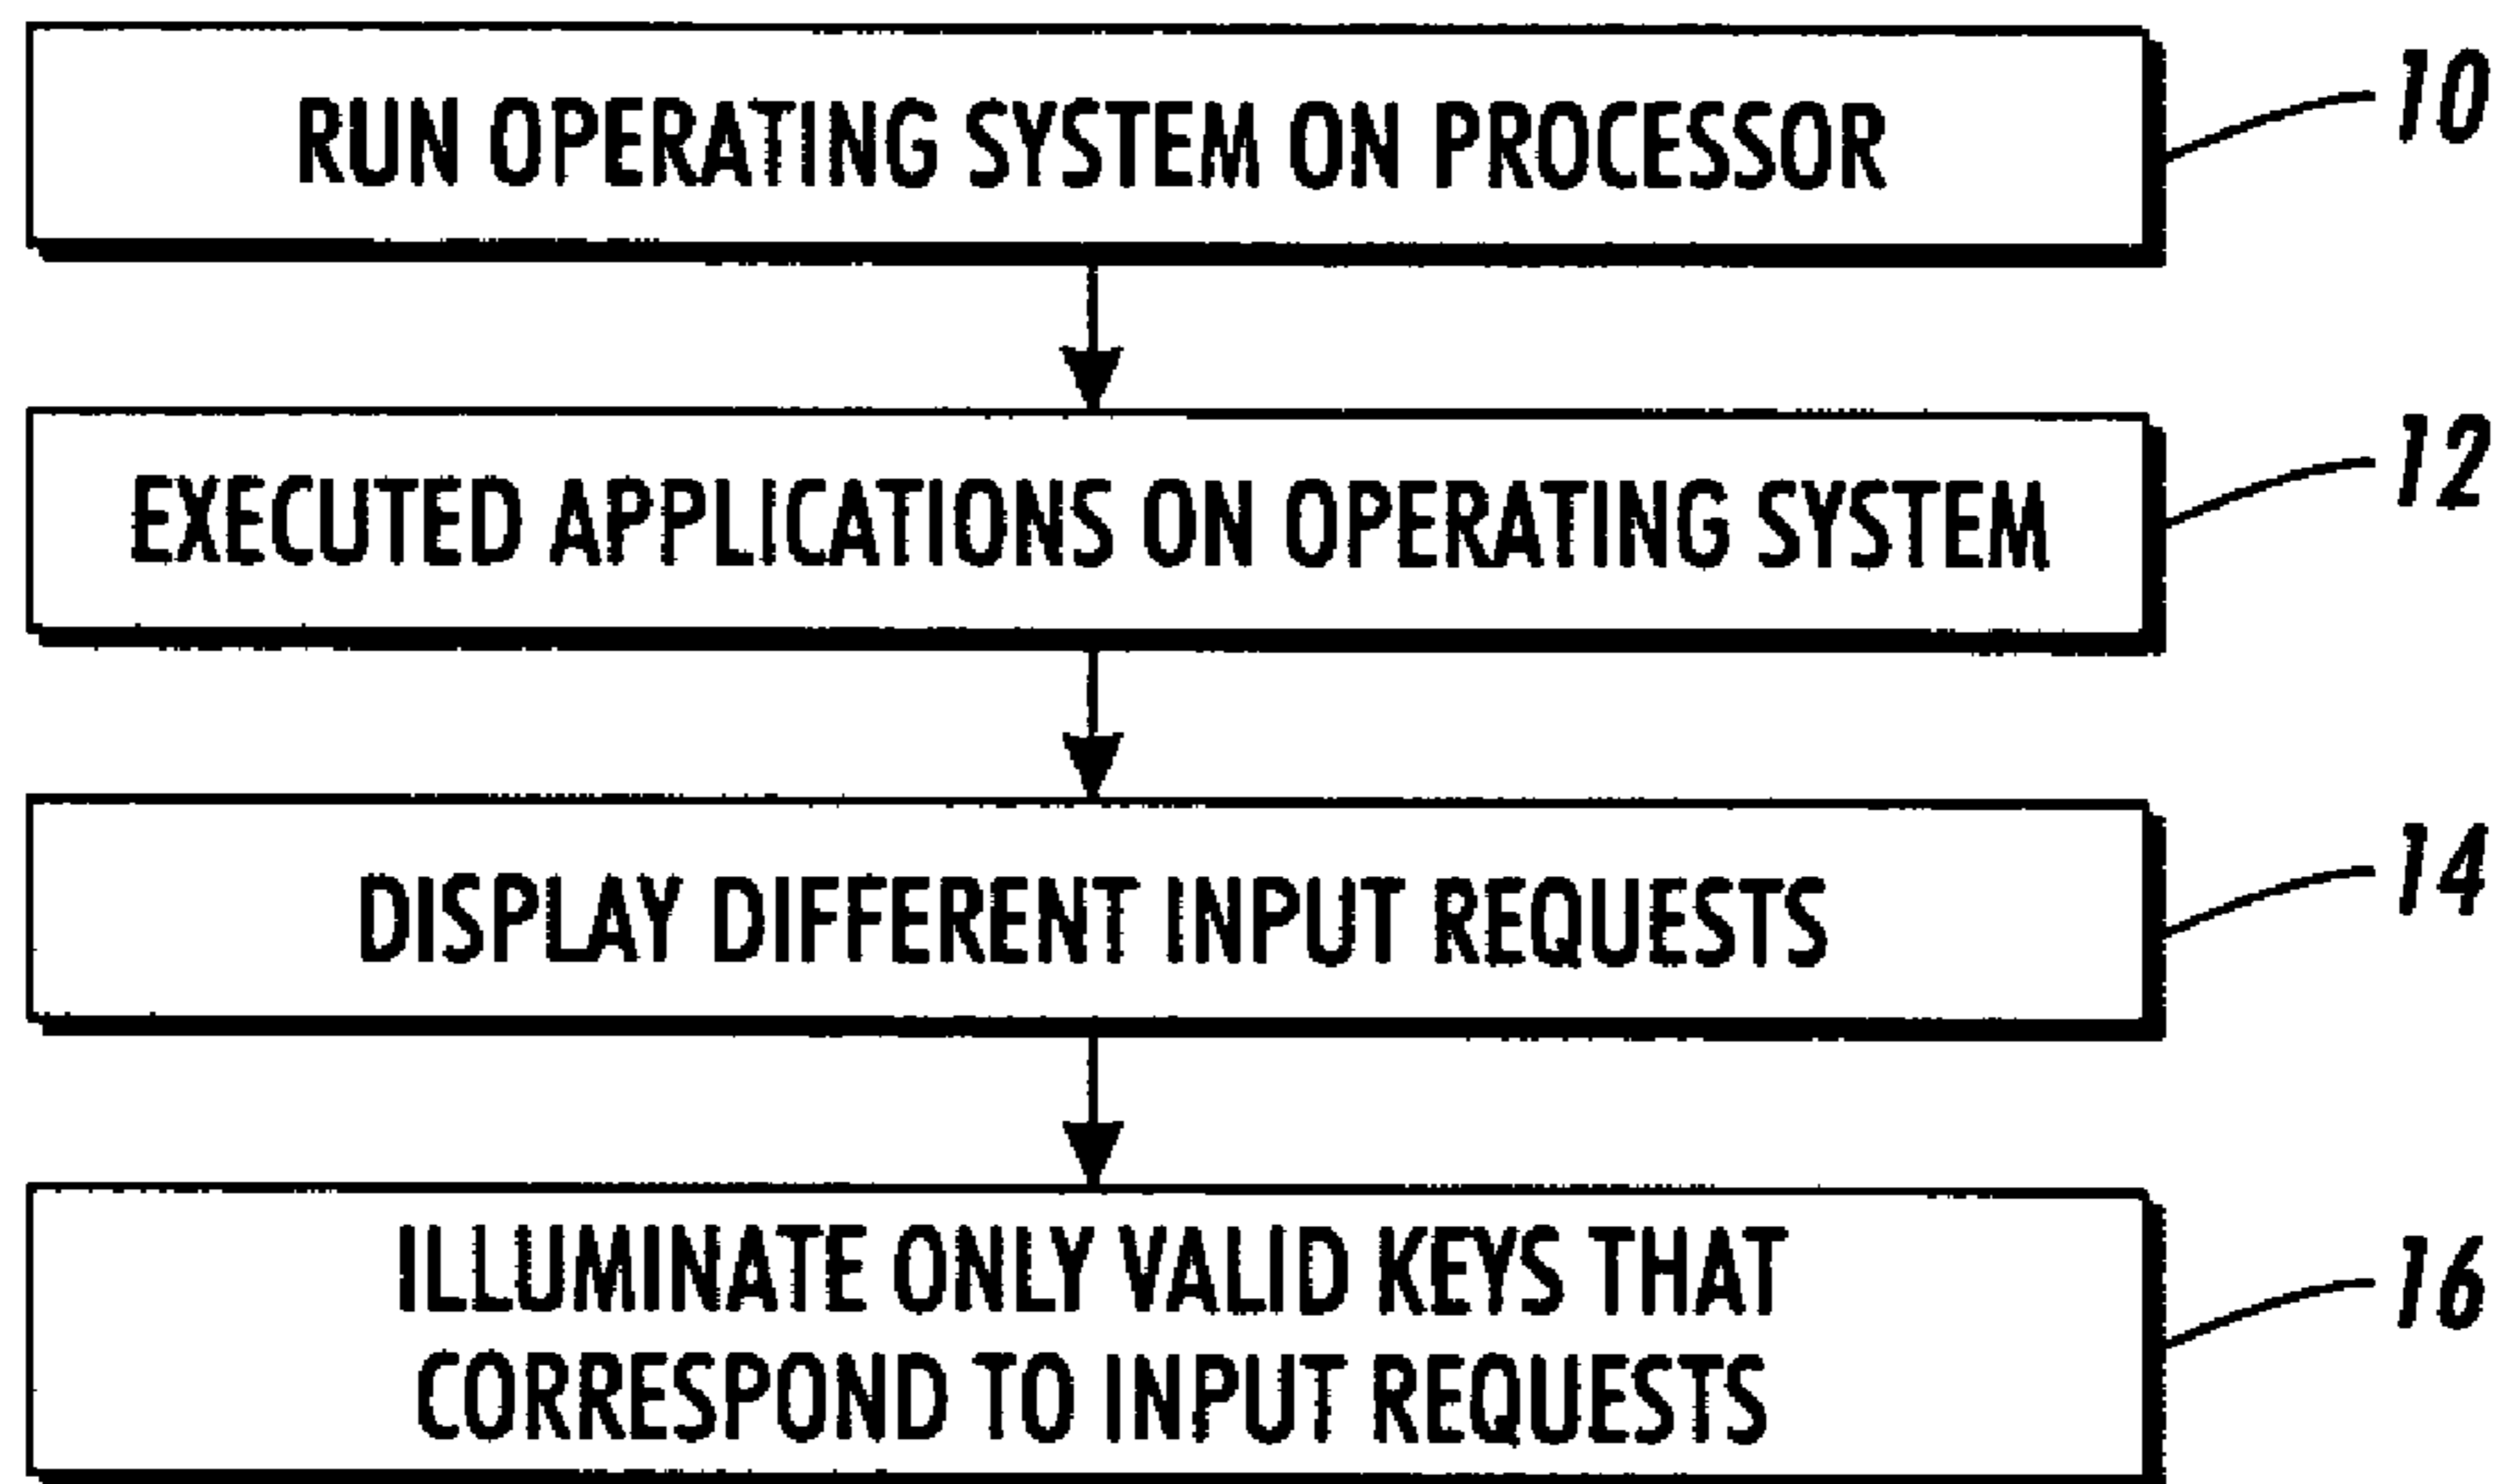 RUN OPERATING SYSTEM ON PROCESSOR
10
EXECUTED APPLICATIONS ON OPERATING SYSTEM
12
DISPLAY DIFFERENT INPUT REQUESTS
14
ILLUMINATE ONLY VALID KEYS THAT
CORRESPOND TO INPUT REQUESTS
16